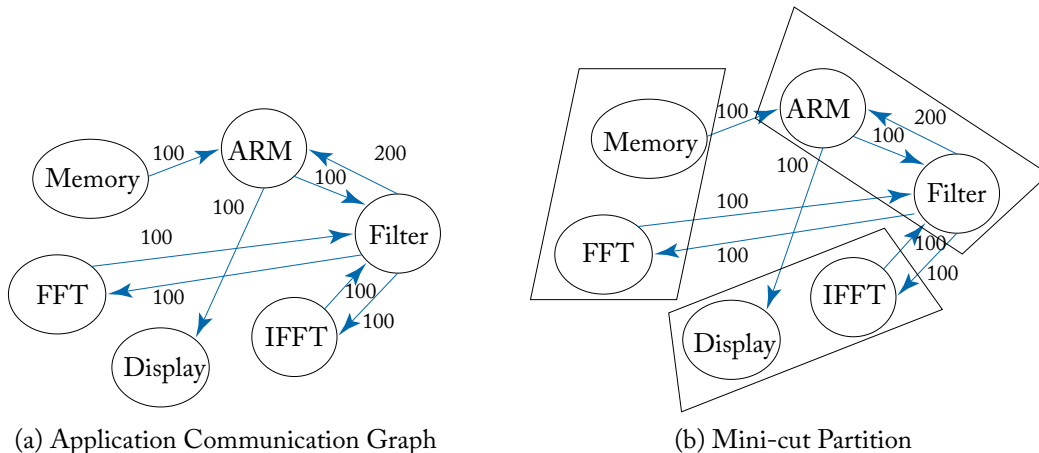 100
ARM
200
Memory
100
100
Filter
100
FFT
100
100
100
IFFT
Display
(a) Application Communication Graph
100
ARM
200
Memory
100
100
Filter
100
FFT
100
100
100
IFFT
Display
(b) Mini-cut Partition